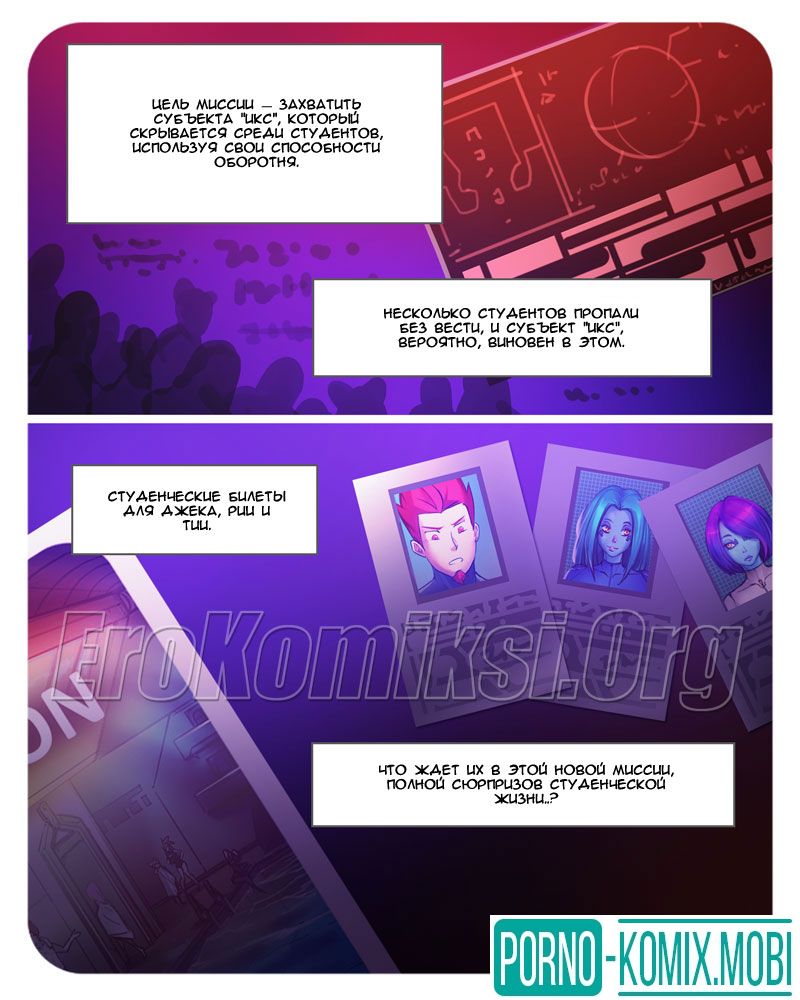 ЦЕЛЬ МИССИИ — ЗАХВАТИТЬ
СУБЪЕКТА "ИКС", КОТОРЫЙ
СКРЫВАЕТСЯ СРЕДИ СТУДЕНТОВ,
ИСПОЛЬЗУЯ СВОИ СПОСОБНОСТИ
ОБОРОТНЯ.
НЕСКОЛЬКО СТУДЕНТОВ ПРОПАЛИ
БЕЗ ВЕСТИ, И СУБЪЕКТ "ИКС",
ВЕРОЯТНО, ВИНОВЕН В ЭТОМ.
СТУДЕНЧЕСКИЕ БИЛЕТЫ
ДЛЯ ДЖЕКА, РИИ И
ТИИ.
EroKomiksi.Org
ON
ЧТО ЖДЕТ ИХ В ЭТОЙ НОВОЙ МИССИИ,
ПОЛНОЙ СЮРПРИЗОВ СТУДЕНЧЕСКОЙ
ЖИЗНИ..?
PORNO-KOMIX.MOBI